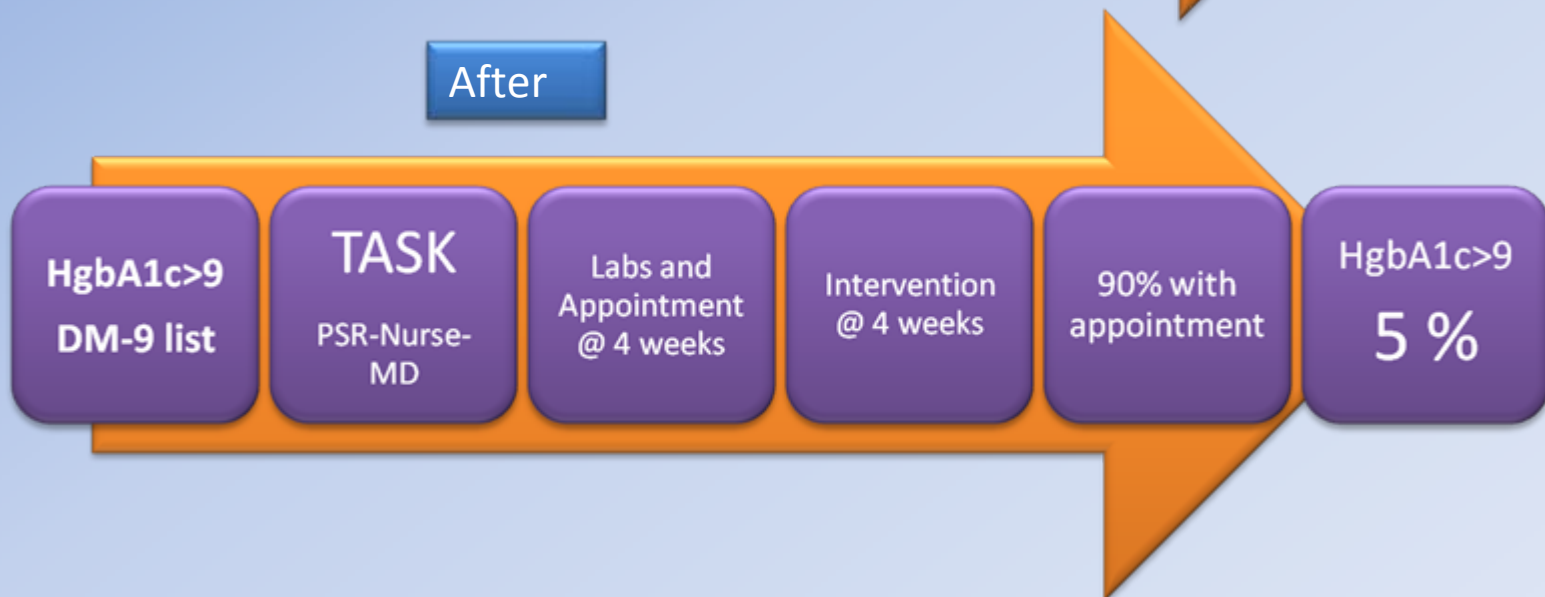 After
HgbA1c>9
DM-9 list
TASK
PSR-Nurse-
MD
Labs and
Appointment
@ 4 weeks
Intervention
@ 4 weeks
90% with
appointment
HgbA1c>9
5 %